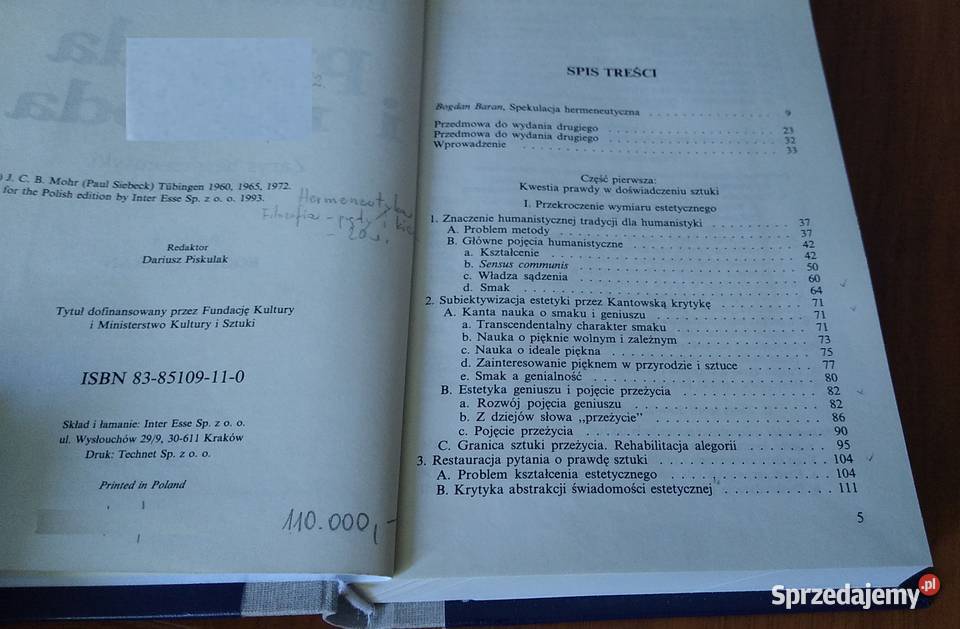 ) J. C. B. Mohr (Paul Siebeck) Tübingen 1960, 1965, 1972.
for the Polish edition by Inter Esse Sp. z o. o. 1993.
Hermeneutyka
Filozofia - prądy i kier
- 20 w.
Redaktor
Dariusz Piskulak
Tytuł dofinansowany przez Fundację Kultury
i Ministerstwo Kultury i Sztuki
ISBN 83-85109-11-0
Skład i łamanie: Inter Esse Sp. z o. o.
ul. Wysłouchów 29/9, 30-611 Kraków
Druk: Technet Sp. z o. o.
Printed in Poland
110.000,-
SPIS TREŚCI
Bogdan Baran, Spekulacja hermeneutyczna . . . . . . . . . . . . 9
Przedmowa do wydania drugiego . . . . . . . . . . . . 23
Przedmowa do wydania drugiego . . . . . . . . . . . . 32
Wprowadzenie . . . . . . . . . . . . 33
Część pierwsza:
Kwestia prawdy w doświadczeniu sztuki
I. Przekroczenie wymiaru estetycznego
1. Znaczenie humanistycznej tradycji dla humanistyki . . . . . . 37
A. Problem metody . . . . . . . . . . . . 37
B. Główne pojęcia humanistyczne . . . . . . . . . . . . 42
a. Kształcenie . . . . . . . . . . . . 42
b. Sensus communis . . . . . . . . . . . . 50
c. Władza sądzenia . . . . . . . . . . . . 60
d. Smak . . . . . . . . . . . . 64
2. Subiektywizacja estetyki przez Kantowską krytykę . . . . . . 71
A. Kanta nauka o smaku i geniuszu . . . . . . . . . . 71
a. Transcendentalny charakter smaku . . . . . . . . . . 71
b. Nauka o pięknie wolnym i zależnym . . . . . . . . 73
c. Nauka o ideale piękna . . . . . . . . . . . . 75
d. Zainteresowanie pięknem w przyrodzie i sztuce . . . . . . 77
e. Smak a genialność . . . . . . . . . . . . 80
B. Estetyka geniuszu i pojęcie przeżycia . . . . . . . . . . 82
a. Rozwój pojęcia geniuszu . . . . . . . . . . . . 82
b. Z dziejów słowa „przeżycie” . . . . . . . . . . 86
c. Pojęcie przeżycia . . . . . . . . . . . . 90
C. Granica sztuki przeżycia. Rehabilitacja alegorii . . . . . . 95
3. Restauracja pytania o prawdę sztuki . . . . . . . . . . 104
A. Problem kształcenia estetycznego . . . . . . . . . . 104
B. Krytyka abstrakcji świadomości estetycznej . . . . . . . . 111
5
Sprzedajemy.pl